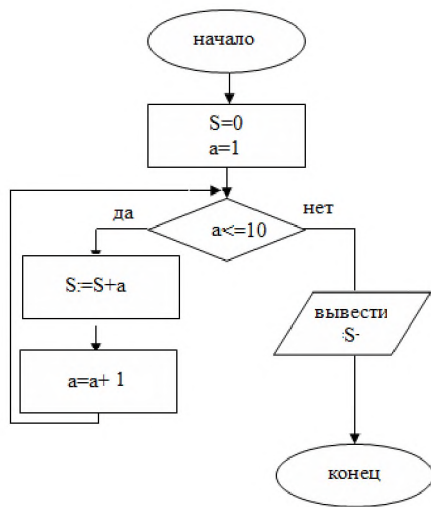 начало
S=0
a=1
да
нет
a<=10
S:=S+a
вывести
:S-
a=a+ 1
конец